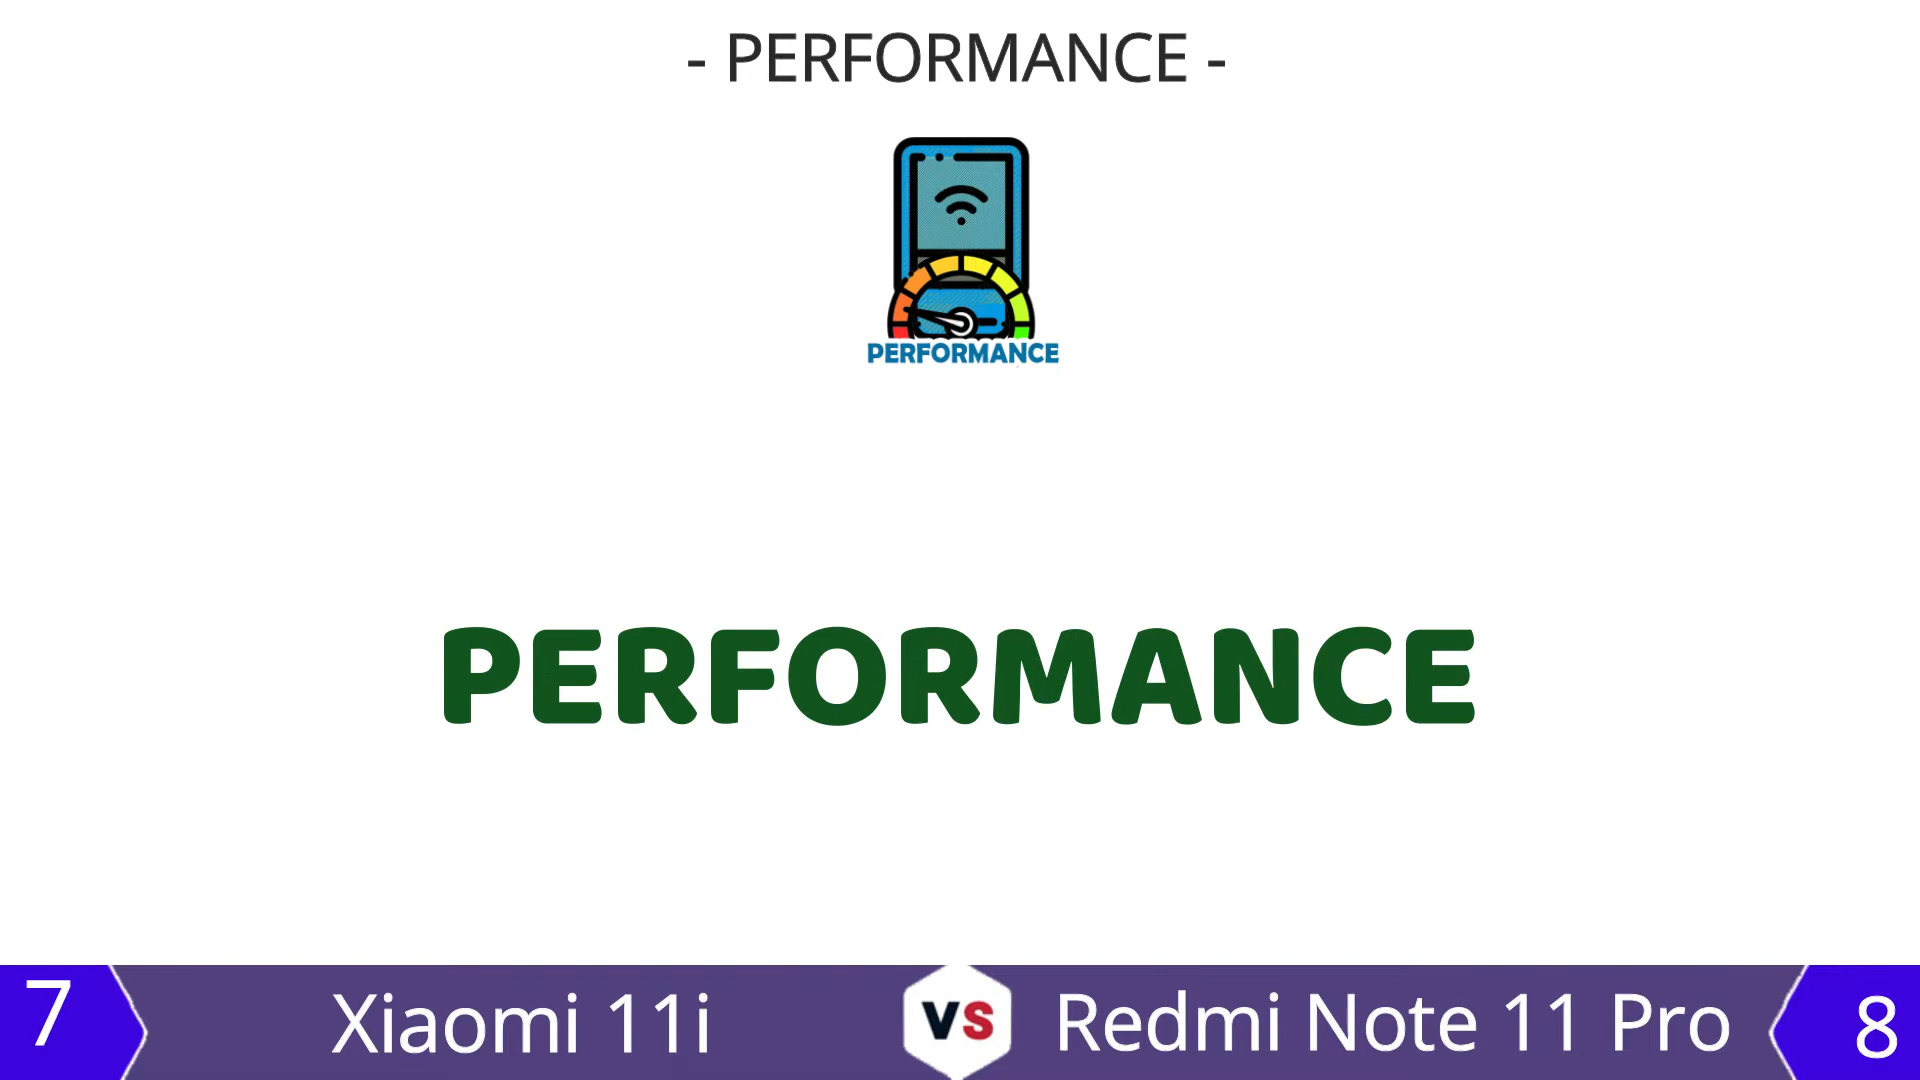 - PERFORMANCE -
PERFORMANCE
PERFORMANCE
7 Xiaomi 11i VS Redmi Note 11 Pro 8